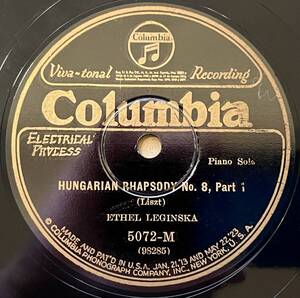 Columbia
Viva-tonal Recording
Columbia
ELECTRICAL PROCESS
Piano Solo
HUNGARIAN RHAPSODY No. 8, Part 1
(Liszt)
ETHEL LEGINSKA
5072-M
(98285)
MADE AND PAT'D IN U.S.A. JAN. 21,'13 AND MAY 22,'23
COLUMBIA PHONOGRAPH COMPANY, INC., NEW YORK, U.S.A.